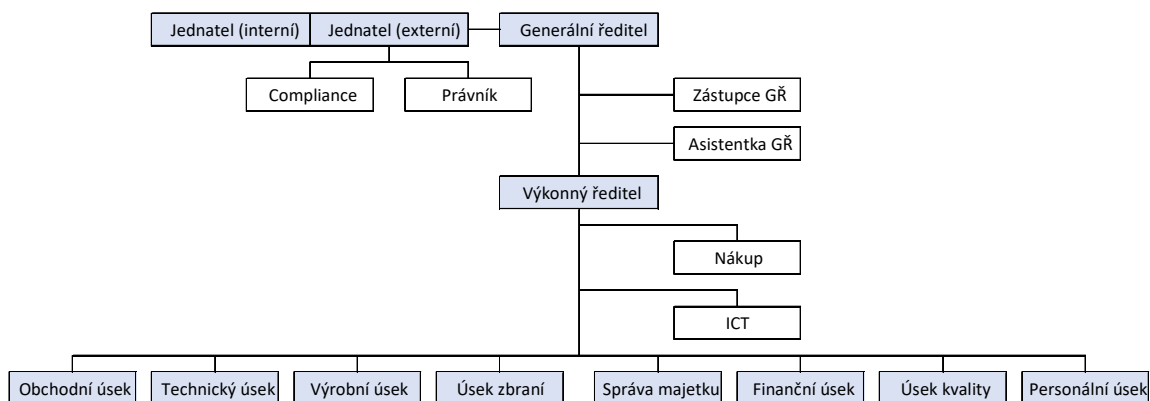 Jednatel (interní)
Jednatel (externí)
Generální ředitel
Compliance
Právník
Zástupce GŘ
Asistentka GŘ
Výkonný ředitel
Nákup
ICT
Obchodní úsek
Technický úsek
Výrobní úsek
Úsek zbraní
Správa majetku
Finanční úsek
Úsek kvality
Personální úsek